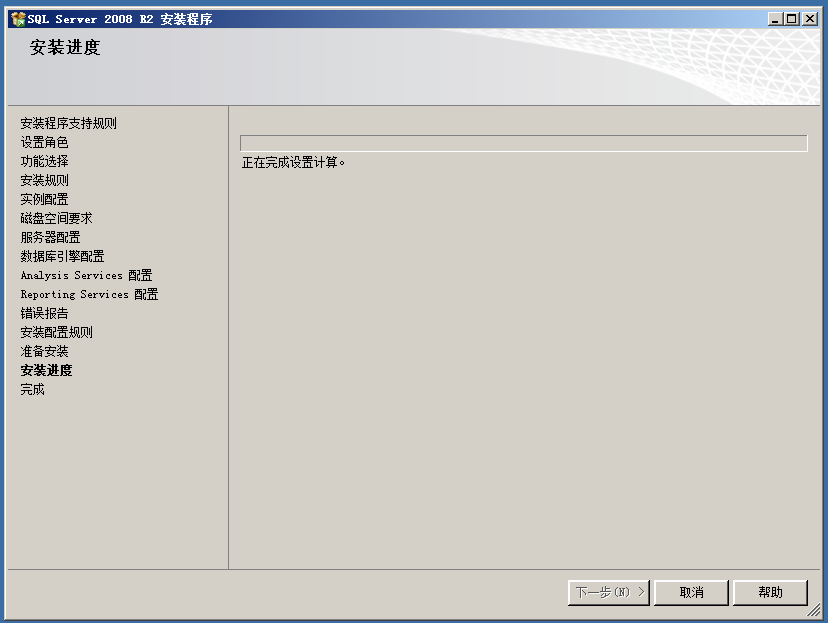 SQL Server 2008 R2 安装程序
安装进度
安装程序支持规则
设置角色
功能选择
安装规则
实例配置
磁盘空间要求
服务器配置
数据库引擎配置
Analysis Services 配置
Reporting Services 配置
错误报告
安装配置规则
准备安装
安装进度
完成
正在完成设置计算。
下一步(N) >
取消
帮助